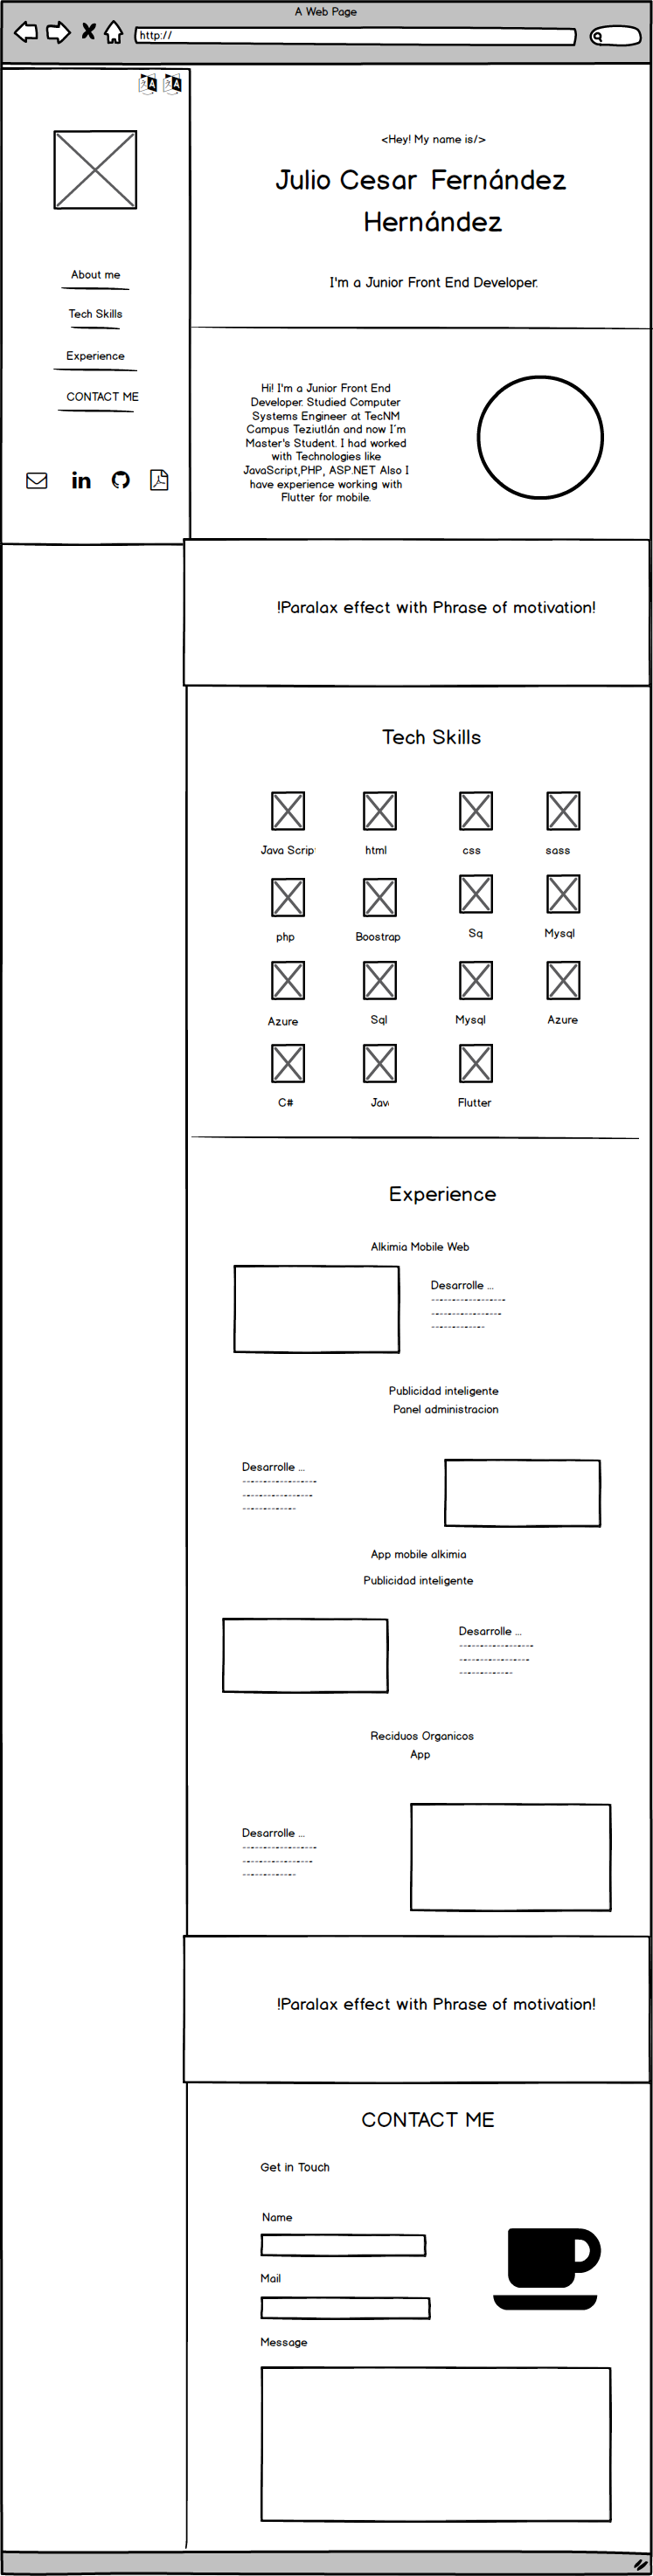 A Web Page
http://
<Hey! My name is/>
Julio Cesar Fernández
Hernández
I'm a Junior Front End Developer.
About me
Tech Skills
Experience
CONTACT ME
in
Hi! I'm a Junior Front End
Developer. Studied Computer
Systems Engineer at TecNM
Campus Teziutlán and now I´m
Master's Student. I had worked
with Technologies like
JavaScript,PHP, ASP.NET Also I
have experience working with
Flutter for mobile.
!Paralax effect with Phrase of motivation!
Tech Skills
Java Scrip
html
css
sass
php
Boostrap
Sq
Mysql
Azure
Sql
Mysql
Azure
C#
Jav
Flutter
Experience
Alkimia Mobile Web
Desarrolle ...
Publicidad inteligente
Panel administracion
Desarrolle ...
App mobile alkimia
Publicidad inteligente
Desarrolle ...
Reciduos Organicos
App
Desarrolle ...
!Paralax effect with Phrase of motivation!
CONTACT ME
Get in Touch
Name
Mail
Message